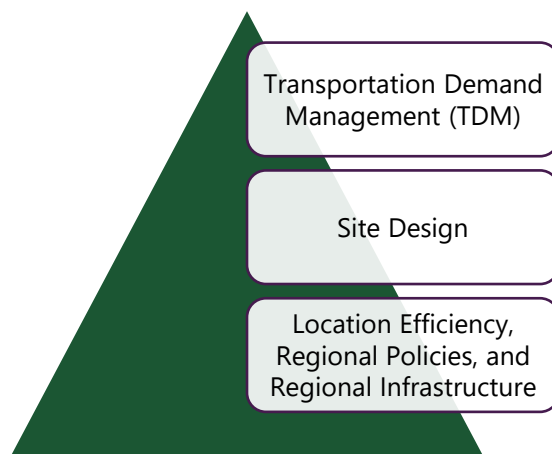 Transportation Demand
Management (TDM)
Site Design
Location Efficiency,
Regional Policies, and
Regional Infrastructure